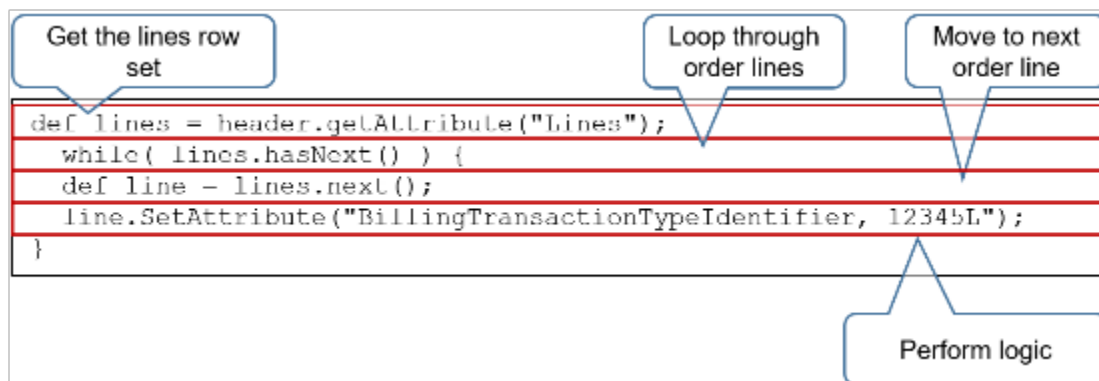 Get the lines row
set
Loop through
order lines
Move to next
order line
def lines = header.getAttribute("Lines");
while( lines.hasNext() ) {
def line = lines.next();
line.SetAttribute("BillingTransactionTypeIdentifier, 12345L");
}
Perform logic